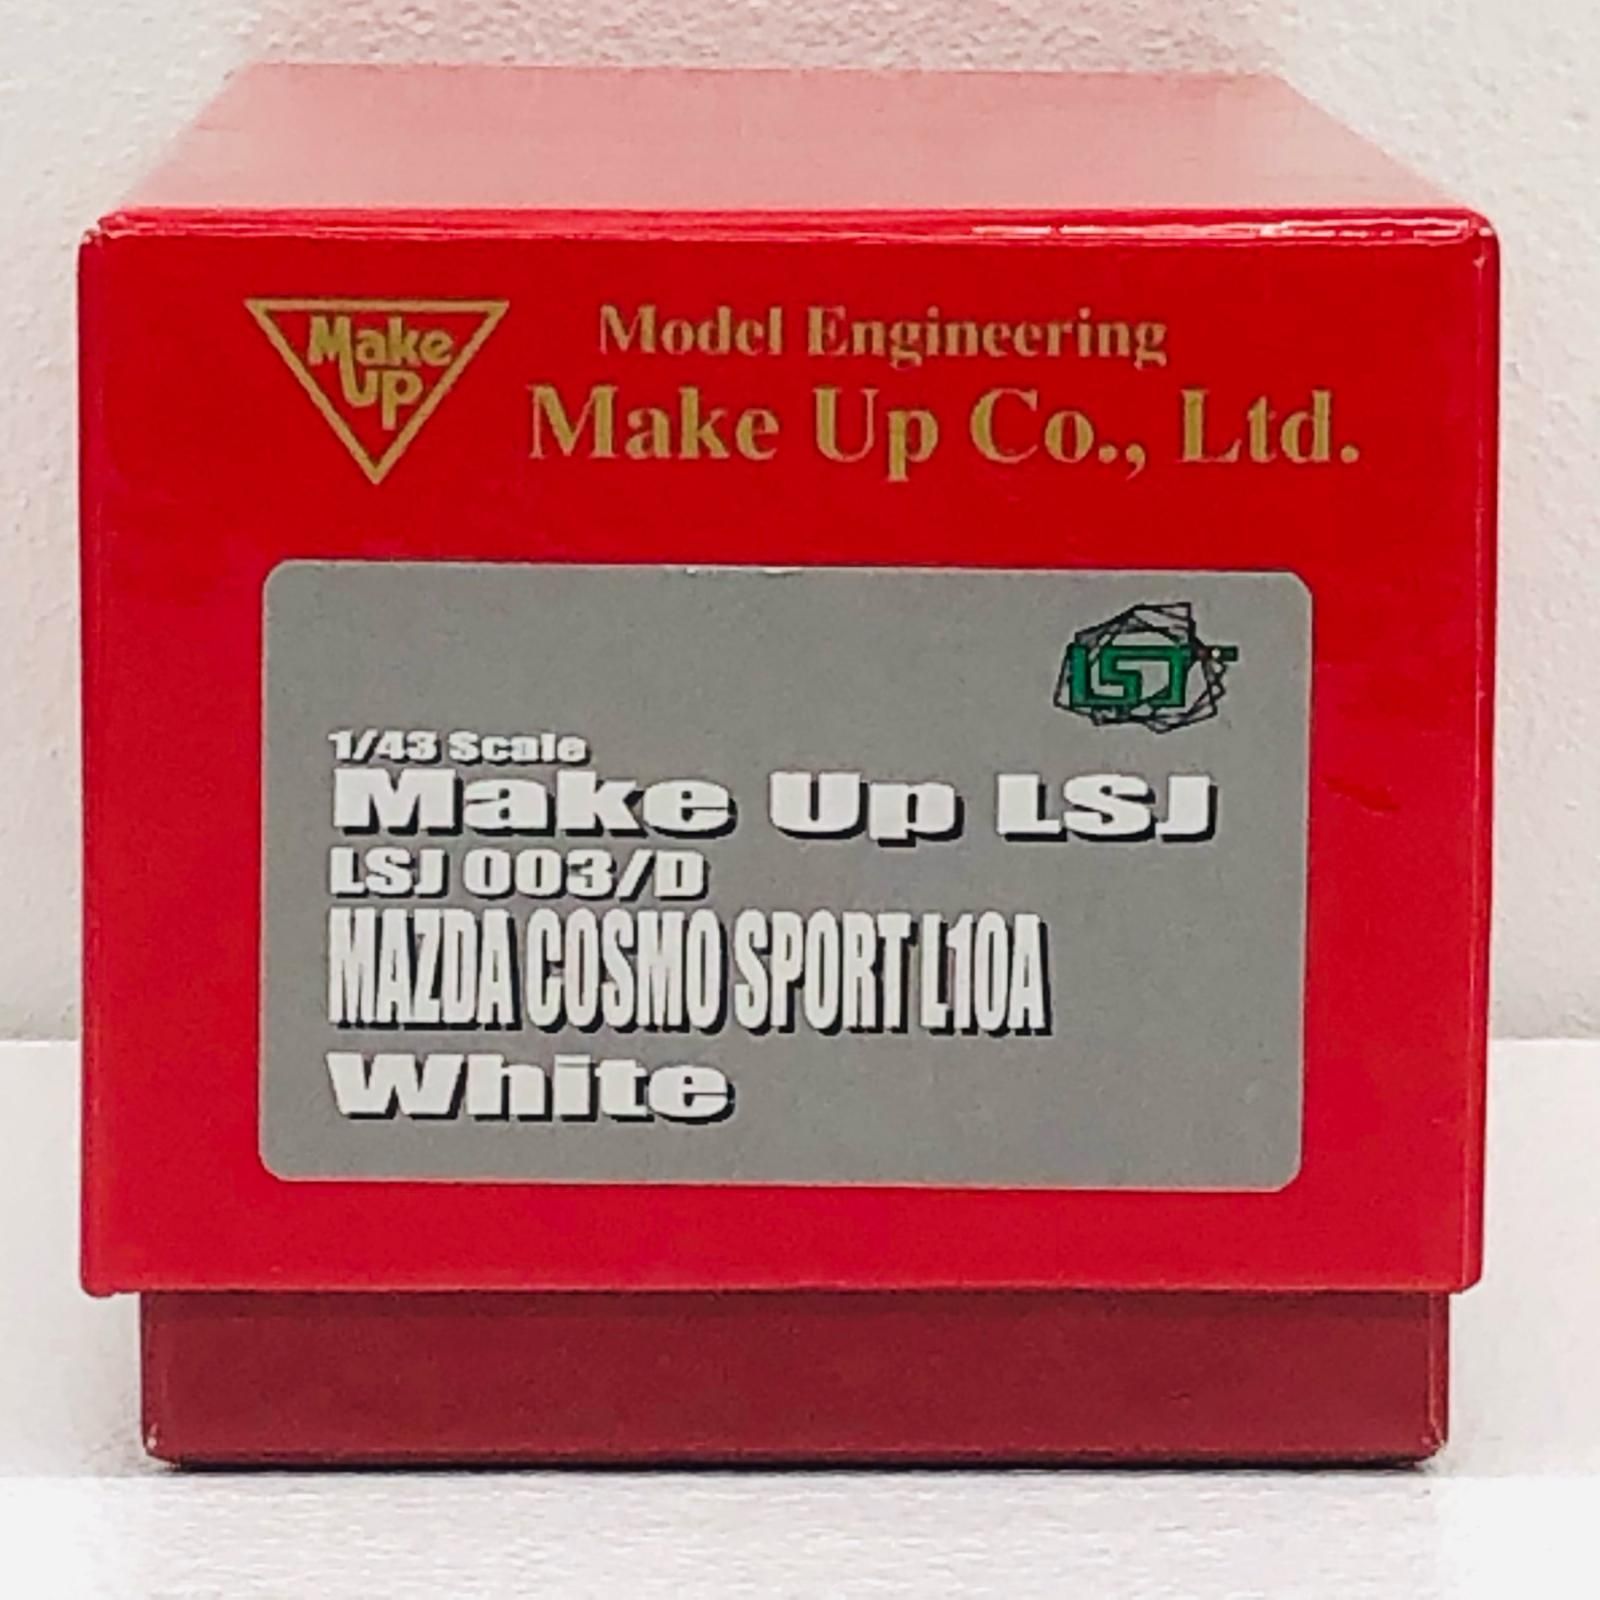 Make
Up
Model Engineering
Make Up Co., Ltd.
LSJ
1/43 Scale
Make Up LSJ
LSJ 003/D
MAZDA COSMO SPORT L10A
White